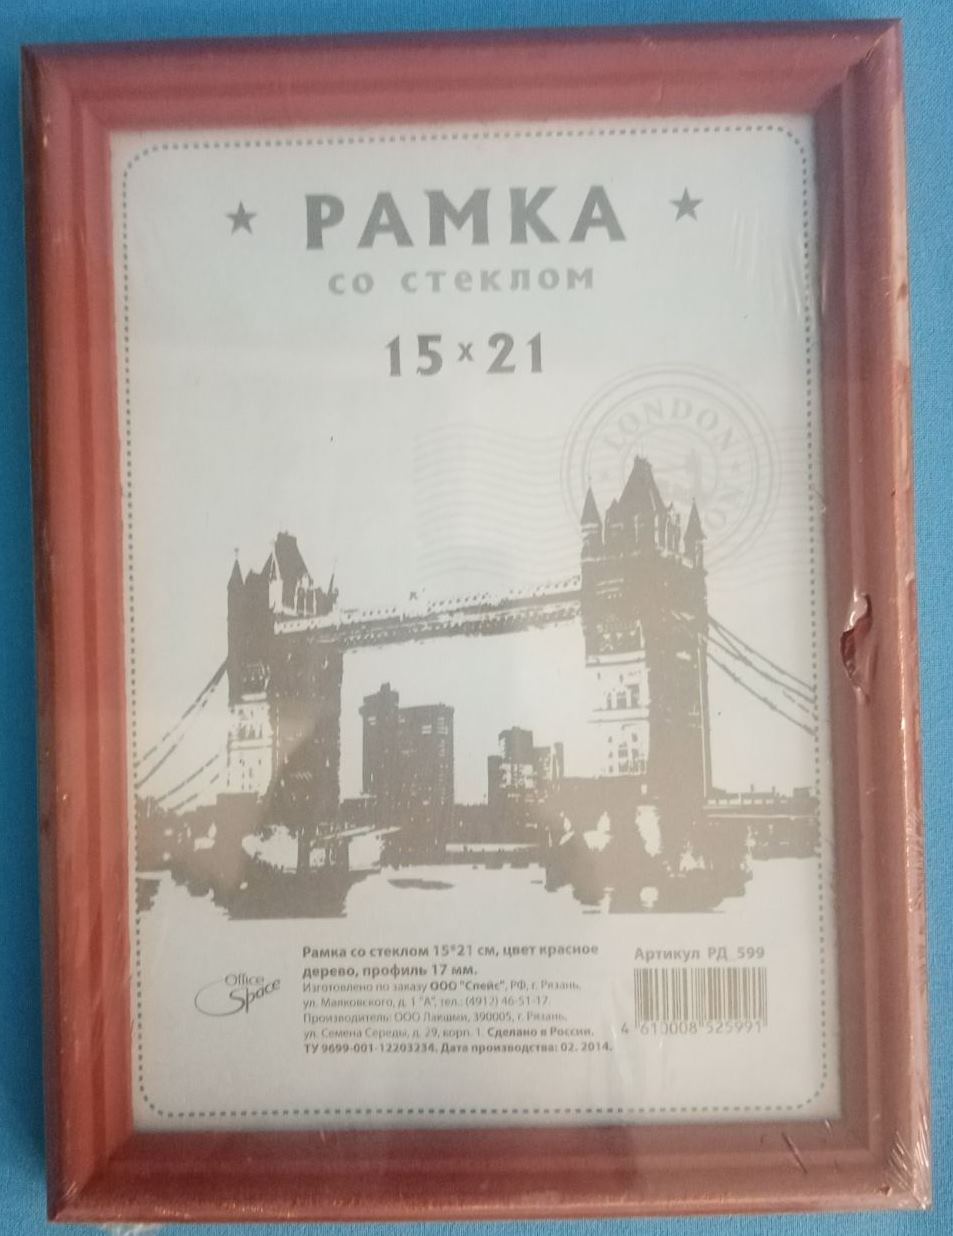 РАМКА
со стеклом
15x21
LONDON
Рамка со стеклом 15*21 см, цвет красное
дерево, профиль 17 мм.
Изготовлено по заказу ООО "Спейс", РФ, г. Рязань,
ул. Маяковского, д. 1 "А", тел.: (4912) 46-51-17.
Производитель: ООО Лакшми, 390005, г. Рязань,
ул. Семена Середы, д. 29, корп. 1. Сделано в России.
ТУ 9699-001-12203234. Дата производства: 02. 2014.
Office
Space
Артикул РД_599
4 610008 525991